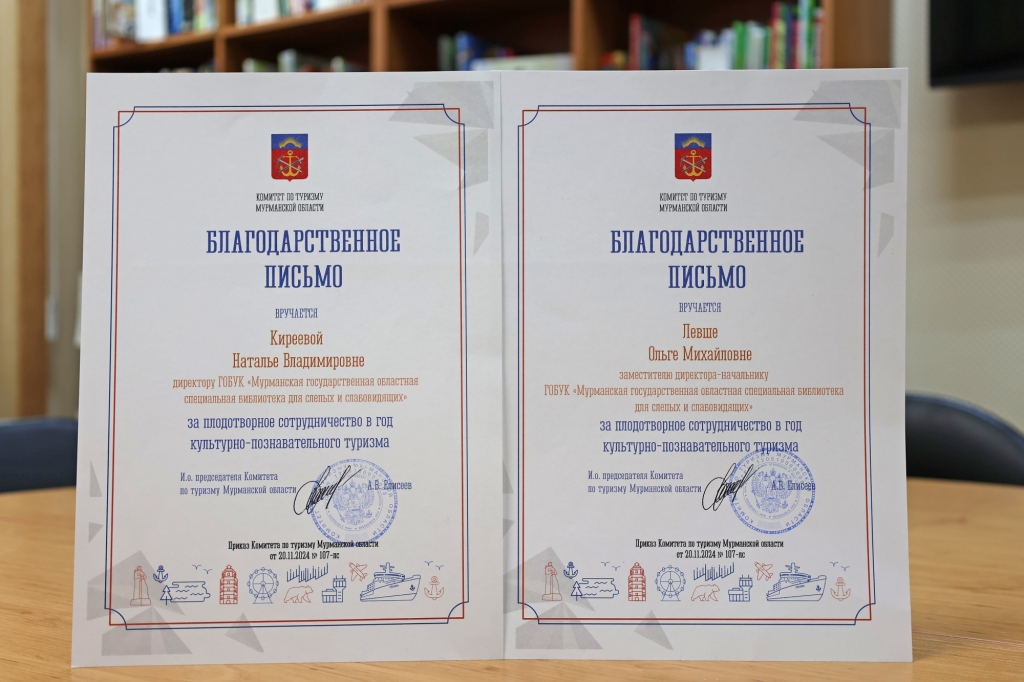 КОМИТЕТ ПО ТУРИЗМУ
МУРМАНСКОЙ ОБЛАСТИ
БЛАГОДАРСТВЕННОЕ
ПИСЬМО
ВРУЧАЕТСЯ
Киреевой
Наталье Владимировне
директору ГОБУК «Мурманская государственная областная
специальная библиотека для слепых и слабовидящих»
за плодотворное сотрудничество в год
культурно-познавательного туризма
И.о. председателя Комитета
по туризму Мурманской области
А.В. Елисеев
Приказ Комитета по туризму Мурманской области
от 20.11.2024 № 107-пс
КОМИТЕТ ПО ТУРИЗМУ
МУРМАНСКОЙ ОБЛАСТИ
БЛАГОДАРСТВЕННОЕ
ПИСЬМО
ВРУЧАЕТСЯ
Левше
Ольге Михайловне
заместителю директора-начальнику
ГОБУК «Мурманская государственная областная специальная библиотека
для слепых и слабовидящих»
за плодотворное сотрудничество в год
культурно-познавательного туризма
И.о. председателя Комитета
по туризму Мурманской области
А.В. Елисеев
Приказ Комитета по туризму Мурманской области
от 20.11.2024 № 107-пс